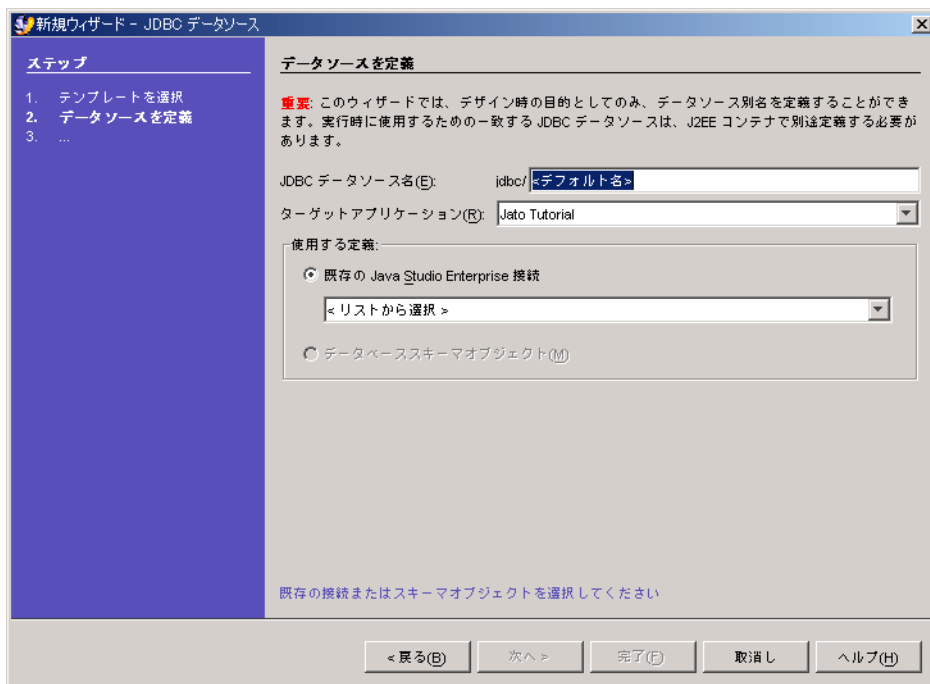 新規ウィザード - JDBC データソース
ステップ
1. テンプレートを選択
2. データソースを定義
3. ...
データソースを定義
重要: このウィザードでは、デザイン時の目的としてのみ、データソース別名を定義することができ
ます。実行時に使用するための一致する JDBC データソースは、J2EE コンテナで別途定義する必要が
あります。
JDBC データソース名(E): jdbc/<デフォルト名>
ターゲットアプリケーション(R): Jato Tutorial
使用する定義:
既存の Java Studio Enterprise 接続
< リストから選択 >
データベーススキーマオブジェクト(M)
既存の接続またはスキーマオブジェクトを選択してください
< 戻る(B) 次へ > 完了(F) 取消し ヘルプ(H)